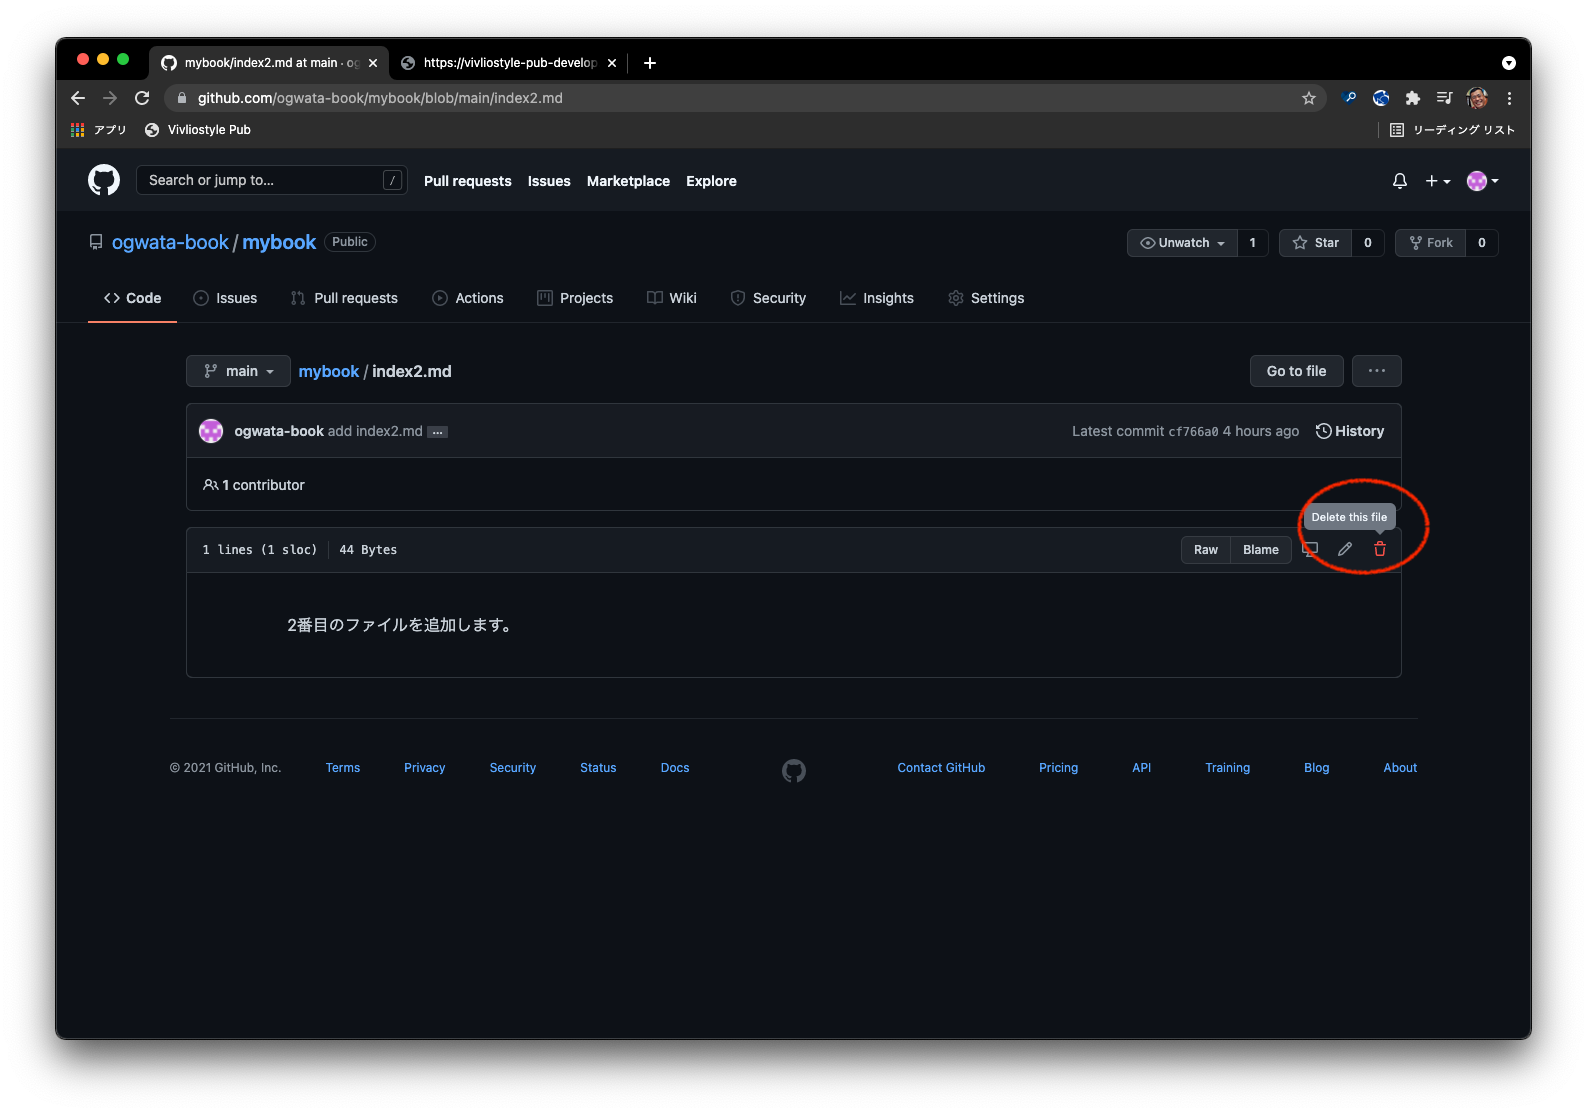 mybook/index2.md at main · og
https://vivliostyle-pub-develop
github.com/ogwata-book/mybook/blob/main/index2.md
アプリ
Vivliostyle Pub
リーディング リスト
Search or jump to...
/
Pull requests
Issues
Marketplace
Explore
ogwata-book / mybook
Public
Unwatch
1
Star
0
Fork
0
Code
Issues
Pull requests
Actions
Projects
Wiki
Security
Insights
Settings
main
mybook / index2.md
Go to file
...
ogwata-book add index2.md ...
Latest commit cf766a0 4 hours ago
History
1 contributor
Delete this file
1 lines (1 sloc)
44 Bytes
Raw
Blame
2番目のファイルを追加します。
© 2021 GitHub, Inc.
Terms
Privacy
Security
Status
Docs
Contact GitHub
Pricing
API
Training
Blog
About